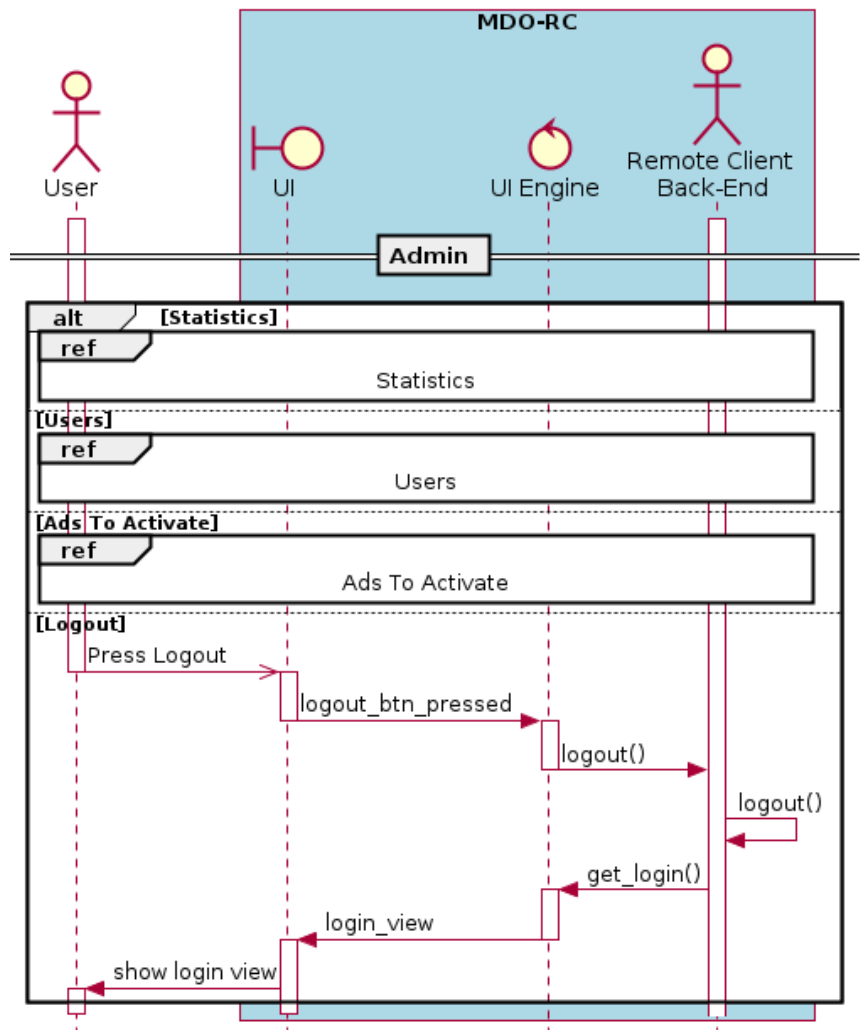 MDO-RC
User
UI
UI Engine
Remote Client
Back-End
Admin
alt
[Statistics]
ref
Statistics
[Users]
ref
Users
[Ads To Activate]
ref
Ads To Activate
[Logout]
Press Logout
logout_btn_pressed
logout()
logout()
get_login()
login_view
show login view